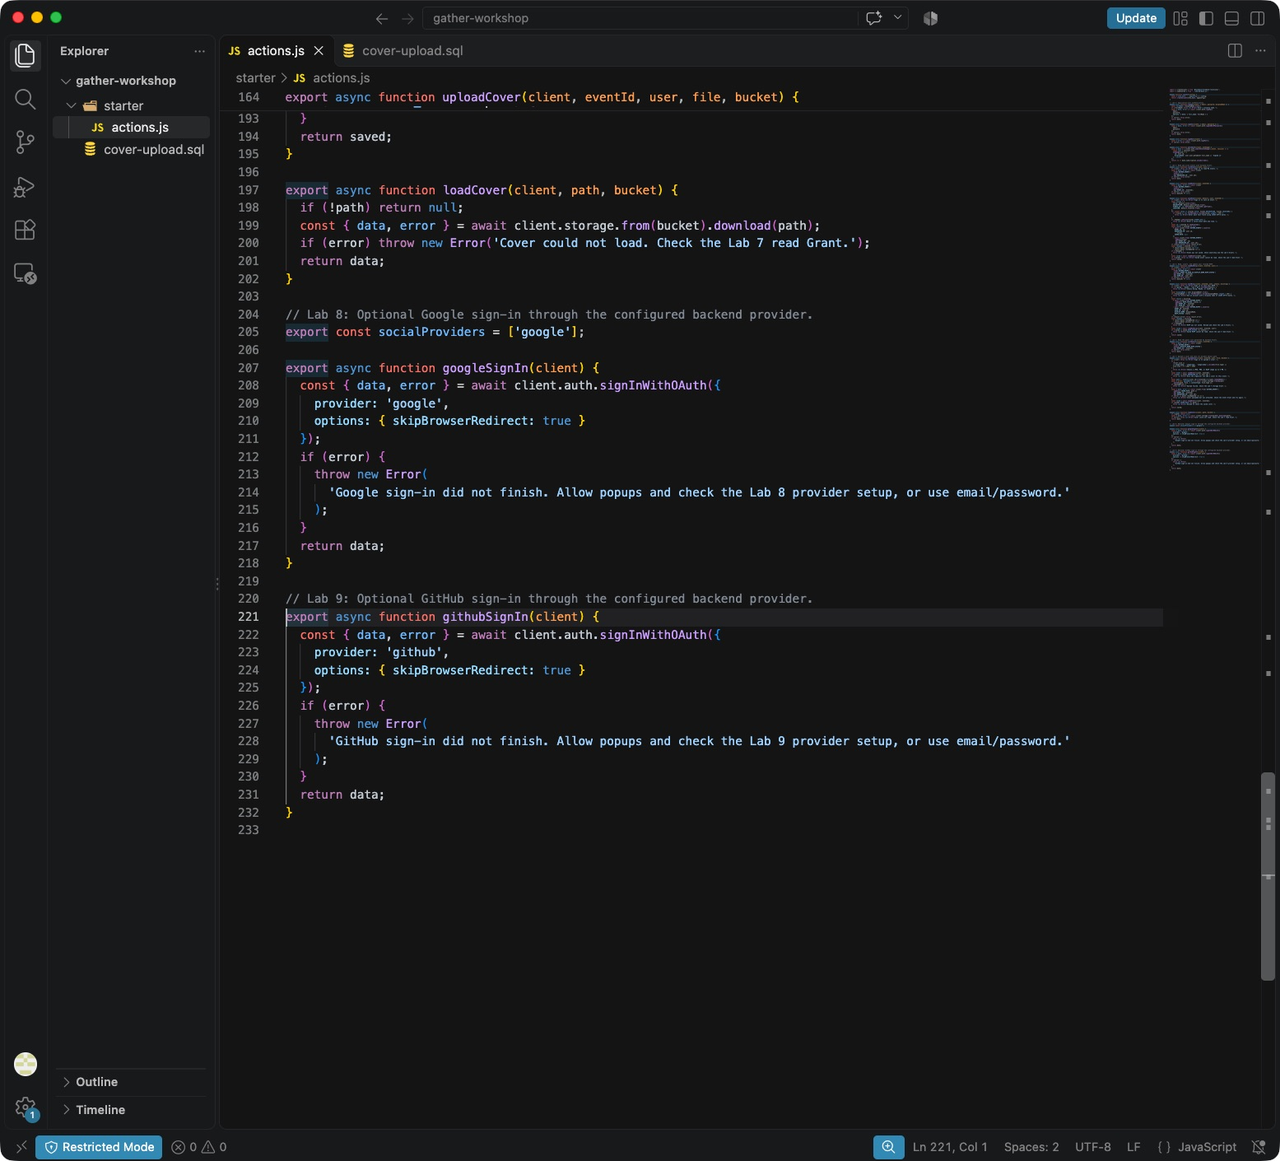 gather-workshop
Update
Explorer
actions.js
cover-upload.sql
gather-workshop
starter
JS actions.js
cover-upload.sql
Outline
Timeline
starter > JS actions.js
164 export async function uploadCover(client, eventId, user, file, bucket) {
193 }
194 return saved;
195 }
196
197 export async function loadCover(client, path, bucket) {
198 if (!path) return null;
199 const { data, error } = await client.storage.from(bucket).download(path);
200 if (error) throw new Error('Cover could not load. Check the Lab 7 read Grant.');
201 return data;
202 }
203
204 // Lab 8: Optional Google sign-in through the configured backend provider.
205 export const socialProviders = ['google'];
206
207 export async function googleSignIn(client) {
208 const { data, error } = await client.auth.signInWithOAuth({
209 provider: 'google',
210 options: { skipBrowserRedirect: true }
211 });
212 if (error) {
213 throw new Error(
214 'Google sign-in did not finish. Allow popups and check the Lab 8 provider setup, or use email/password.'
215 );
216 }
217 return data;
218 }
219
220 // Lab 9: Optional GitHub sign-in through the configured backend provider.
221 export async function githubSignIn(client) {
222 const { data, error } = await client.auth.signInWithOAuth({
223 provider: 'github',
224 options: { skipBrowserRedirect: true }
225 });
226 if (error) {
227 throw new Error(
228 'GitHub sign-in did not finish. Allow popups and check the Lab 9 provider setup, or use email/password.'
229 );
230 }
231 return data;
232 }
233
1
Restricted Mode
0
0
Ln 221, Col 1
Spaces: 2
UTF-8
LF
{ } JavaScript